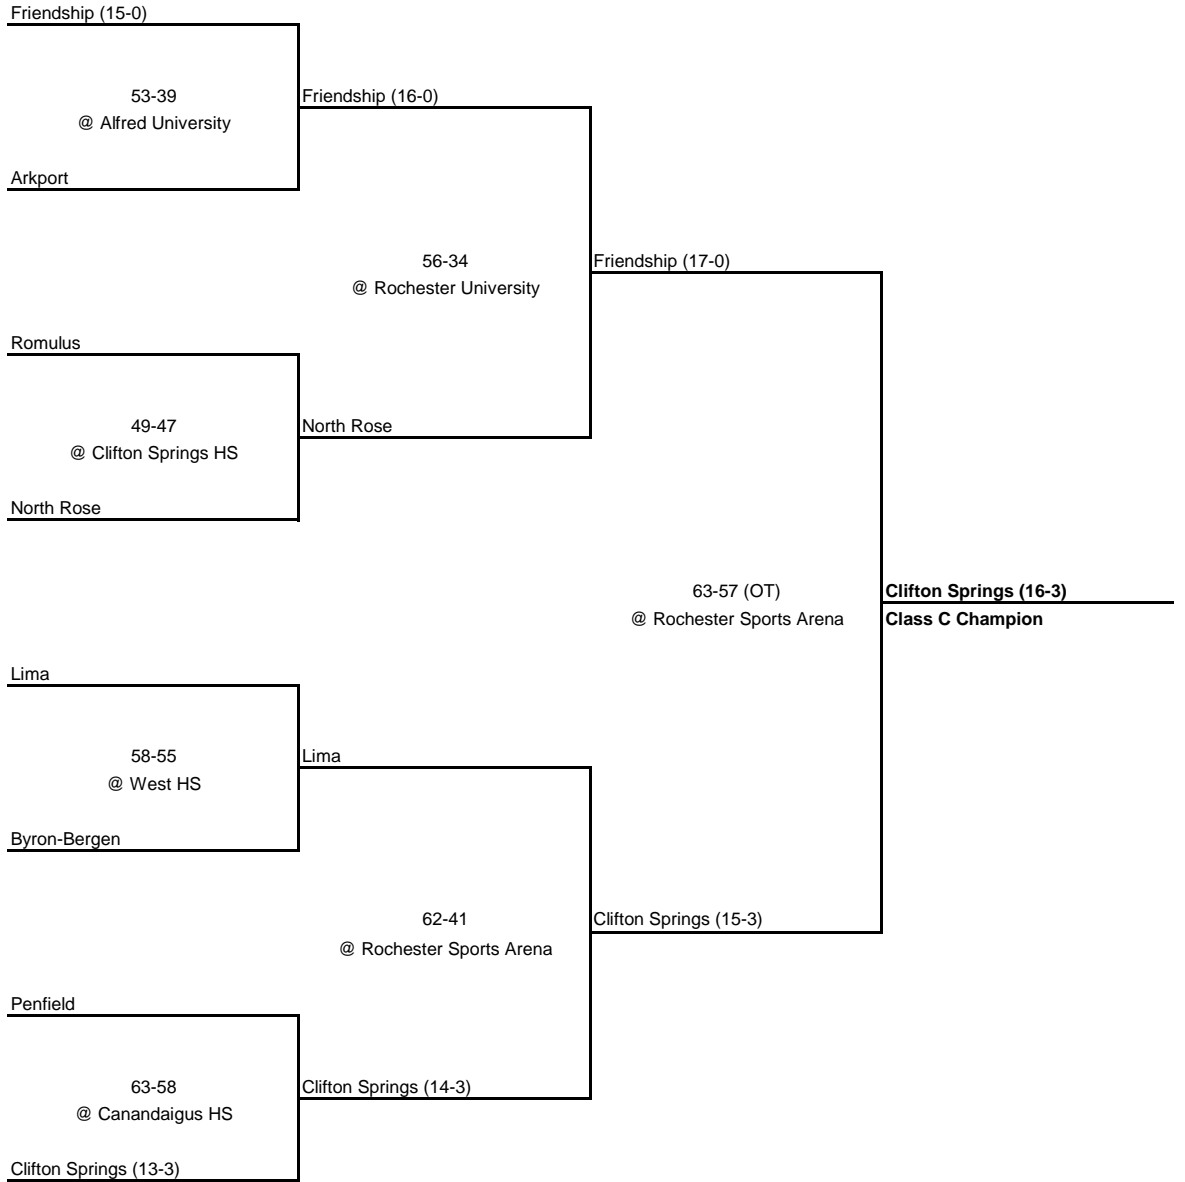 Friendship (15-0)
53-39
@ Alfred University
Friendship (16-0)
Arkport
56-34
@ Rochester University
Friendship (17-0)
Romulus
49-47
@ Clifton Springs HS
North Rose
North Rose
63-57 (OT)
@ Rochester Sports Arena
Clifton Springs (16-3)
Class C Champion
Lima
58-55
@ West HS
Lima
Byron-Bergen
62-41
@ Rochester Sports Arena
Clifton Springs (15-3)
Penfield
63-58
@ Canandaigus HS
Clifton Springs (14-3)
Clifton Springs (13-3)